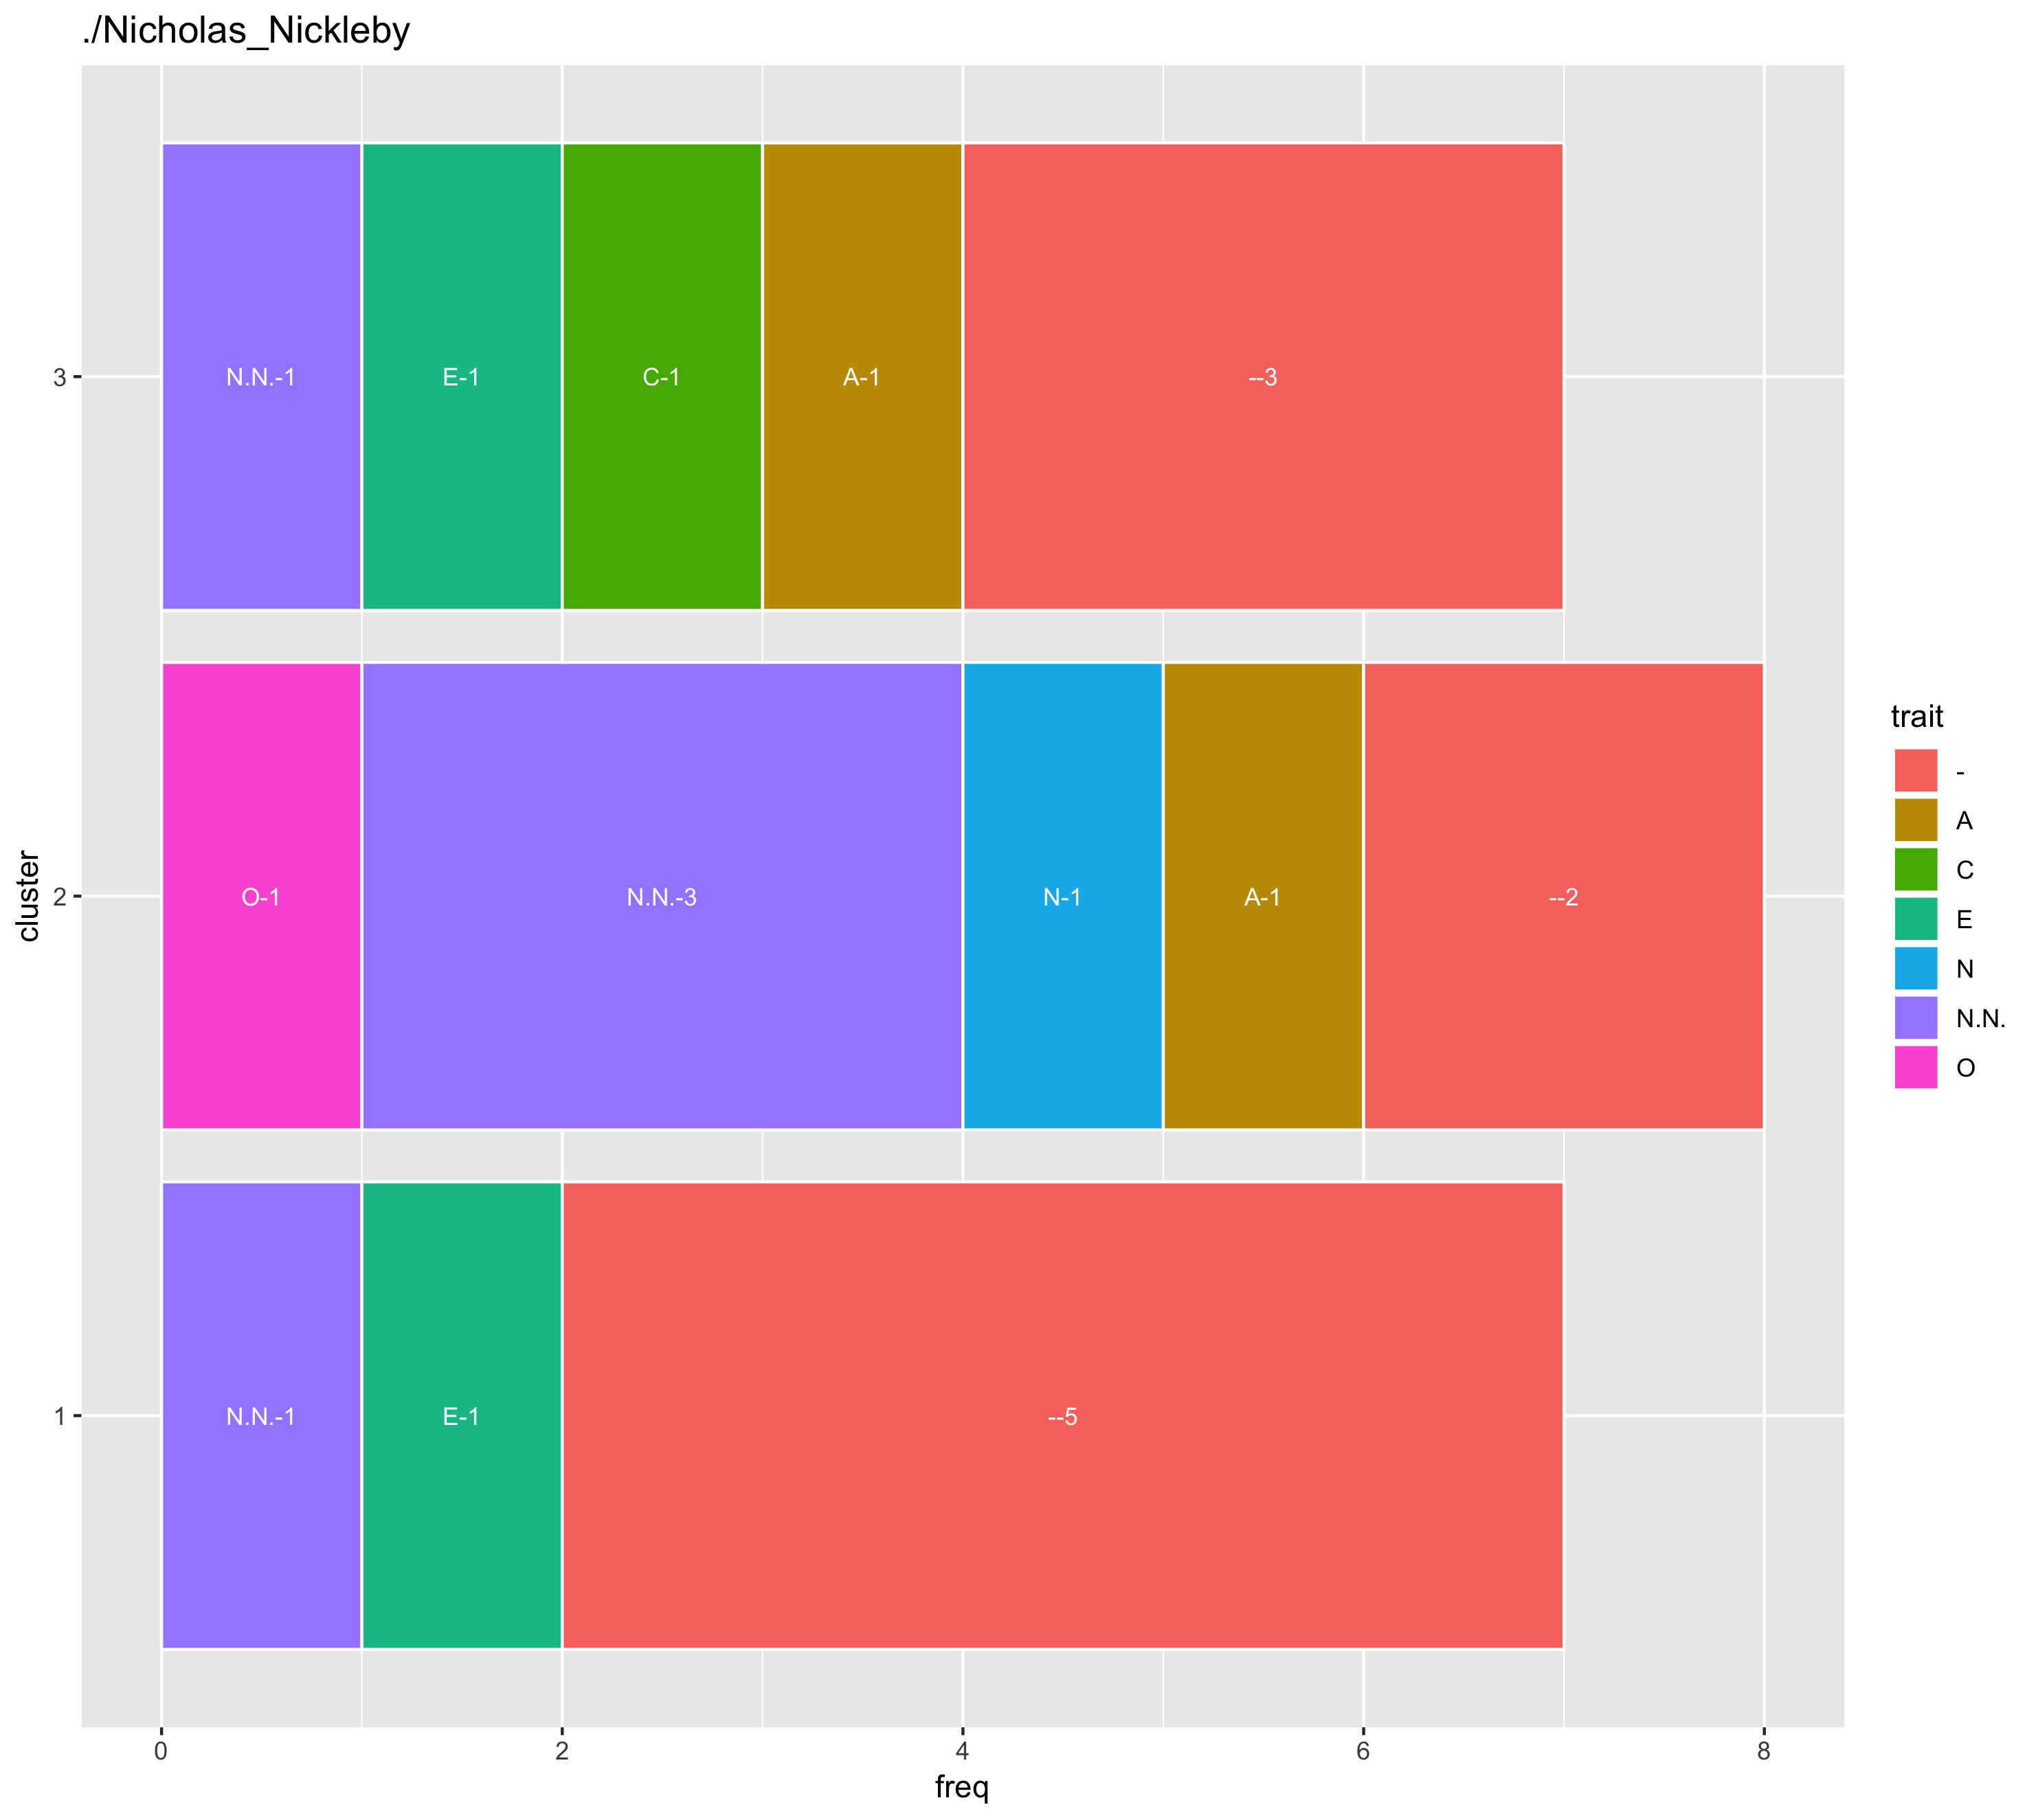 ./Nicholas_Nickleby
cluster
3
N.N.-1
E-1
C-1
A-1
--3
2
O-1
N.N.-3
N-1
A-1
--2
1
N.N.-1
E-1
--5
0
2
4
6
8
freq
trait
-
A
C
E
N
N.N.
O